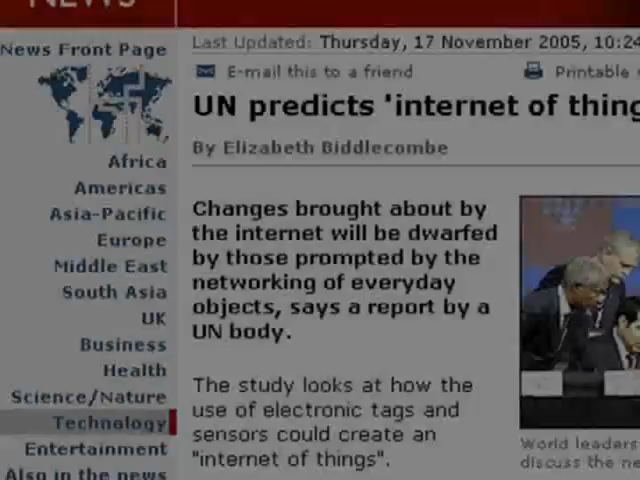 NEWS
News Front Page
Africa
Americas
Asia-Pacific
Europe
Middle East
South Asia
UK
Business
Health
Science/Nature
Technology
Entertainment
Also in the news
Last Updated: Thursday, 17 November 2005, 10:24
E-mail this to a friend
Printable
UN predicts 'internet of thing
By Elizabeth Biddlecombe
Changes brought about by
the internet will be dwarfed
by those prompted by the
networking of everyday
objects, says a report by a
UN body.
The study looks at how the
use of electronic tags and
sensors could create an
"internet of things".
World leaders
discuss the ne